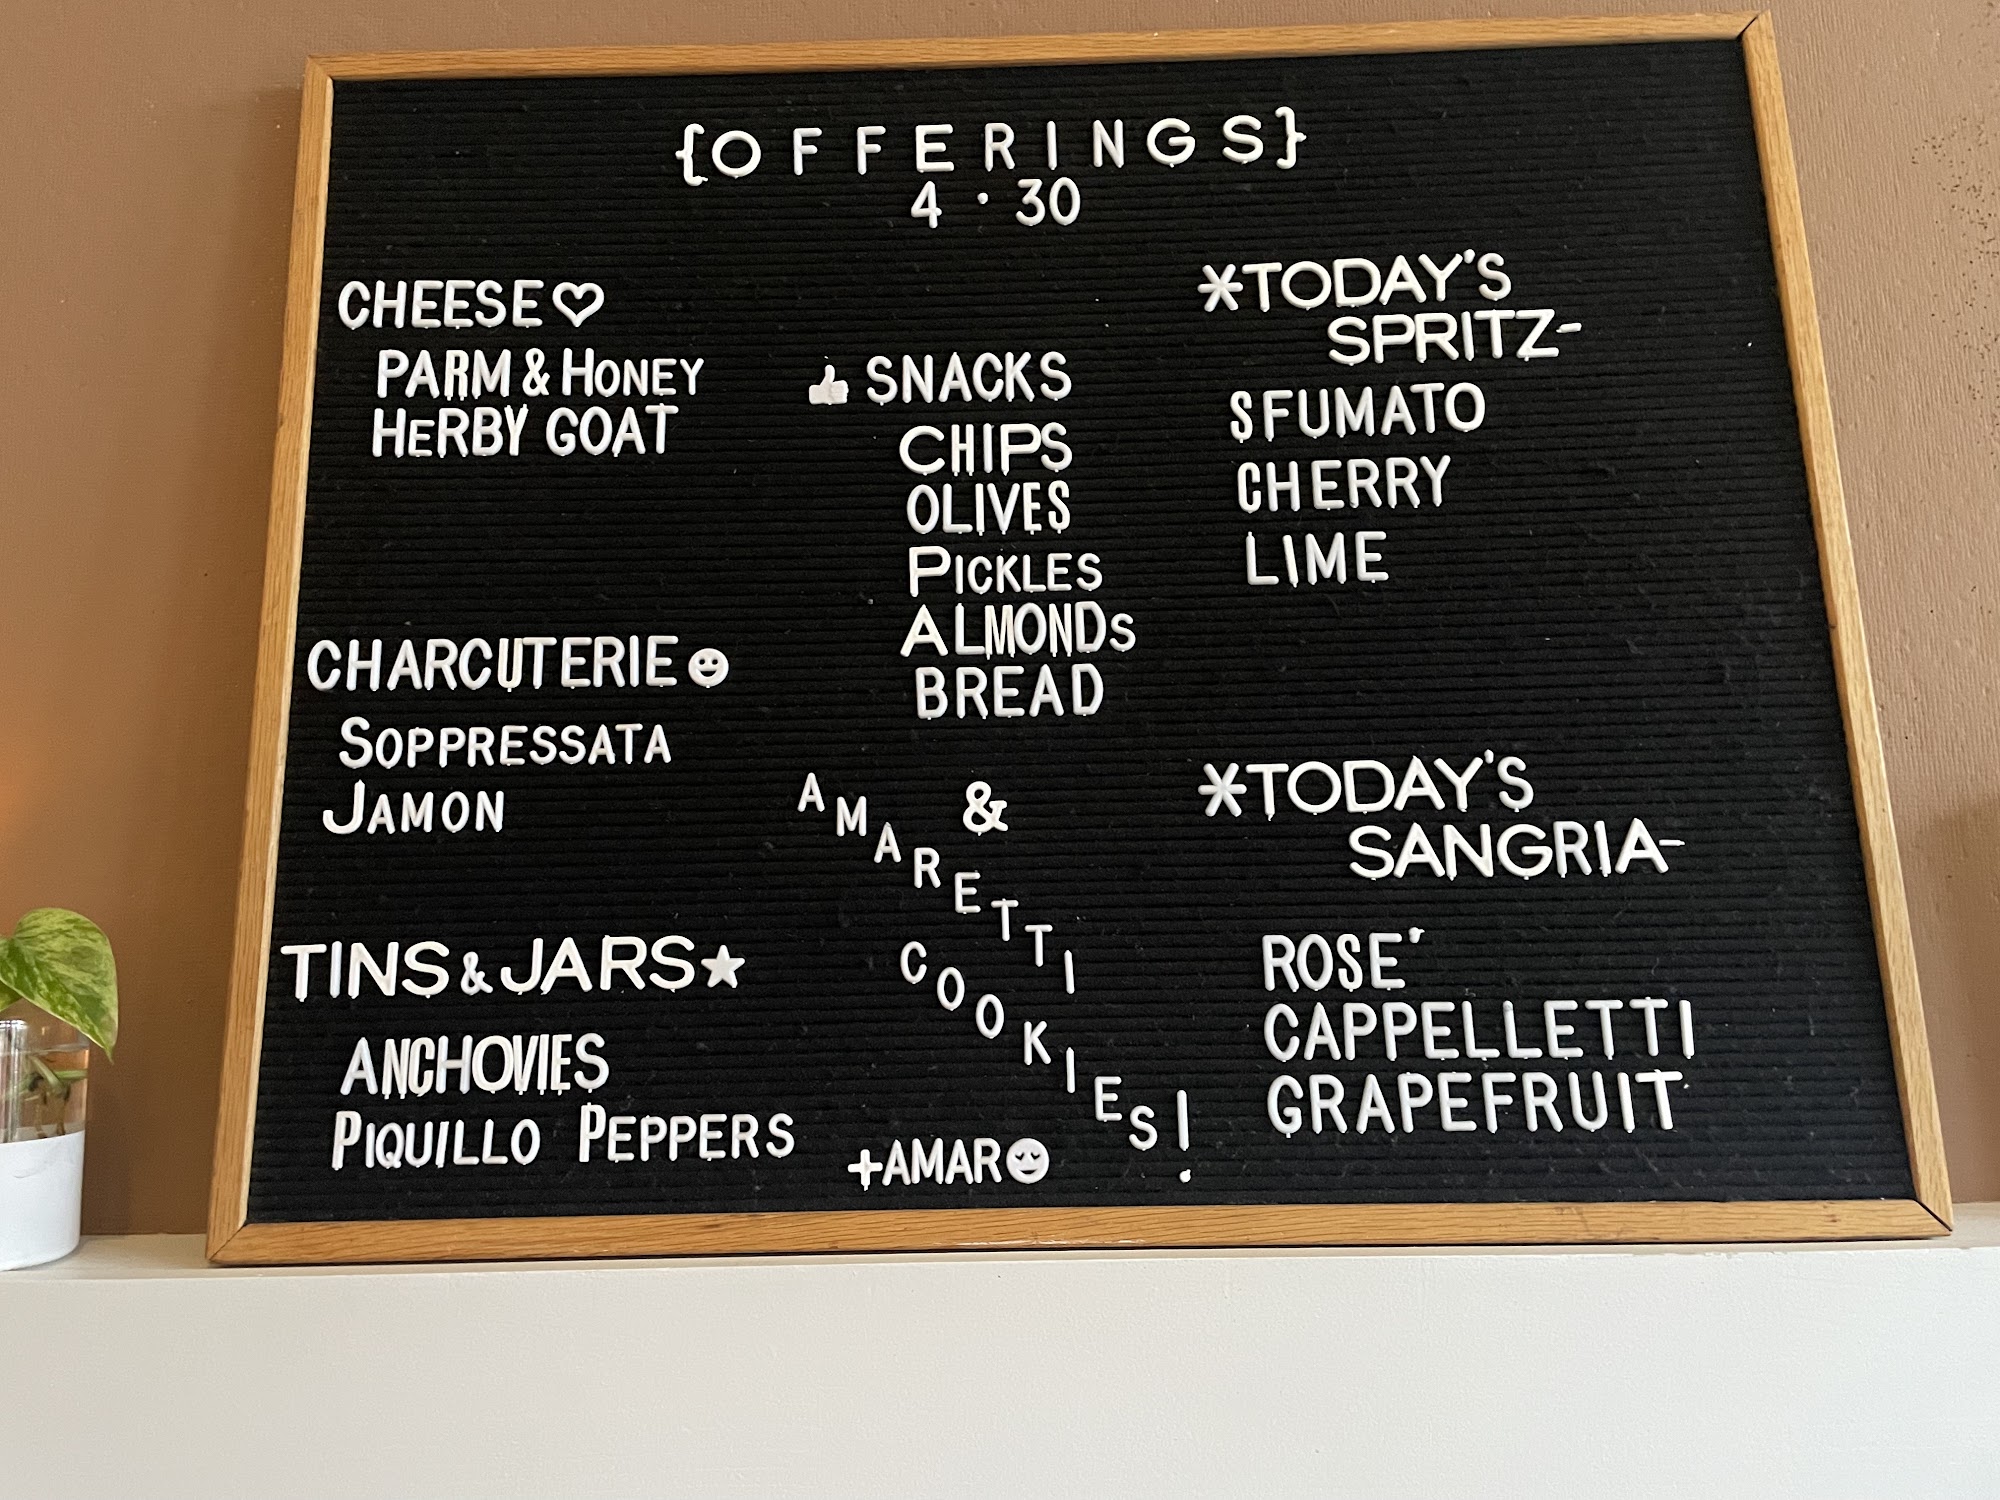 {OFFERINGS}
4 · 30
CHEESE♡
PARM & HONEY
HERBY GOAT
CHARCUTERIE☻
SOPPRESSATA
JAMON
TINS & JARS★
ANCHOVIES
PIQUILLO PEPPERS
👍 SNACKS
CHIPS
OLIVES
PICKLES
ALMONDS
BREAD
&
AMARETTI
COOKIES!
+AMAR😍
*TODAY'S
SPRITZ-
SFUMATO
CHERRY
LIME
*TODAY'S
SANGRIA-
ROSE'
CAPPELLETTI
GRAPEFRUIT